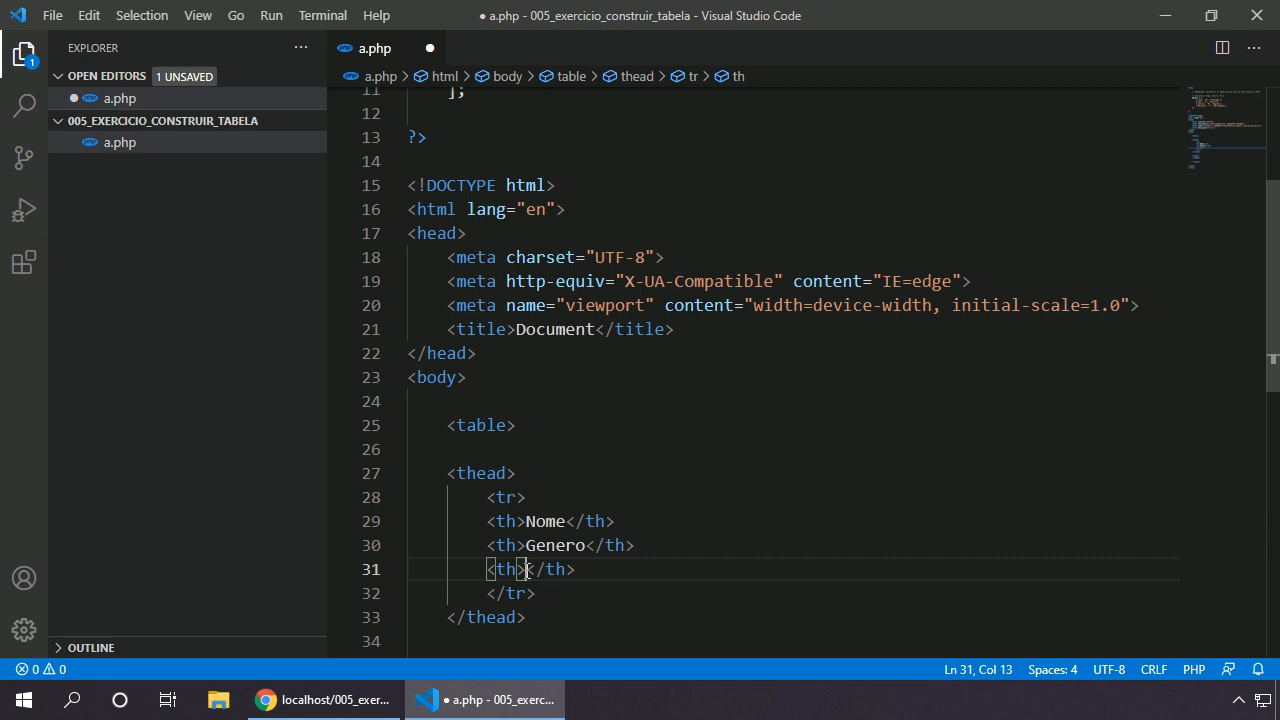 File Edit Selection View Go Run Terminal Help
● a.php - 005_exercicio_construir_tabela - Visual Studio Code
EXPLORER ···
OPEN EDITORS 1 UNSAVED
a.php
005_EXERCICIO_CONSTRUIR_TABELA
a.php
OUTLINE
1
php a.php
a.php > html > body > table > thead > tr > th
11 ];
12
13 ?>
14
15 <!DOCTYPE html>
16 <html lang="en">
17 <head>
18 <meta charset="UTF-8">
19 <meta http-equiv="X-UA-Compatible" content="IE=edge">
20 <meta name="viewport" content="width=device-width, initial-scale=1.0">
21 <title>Document</title>
22 </head>
23 <body>
24
25 <table>
26
27 <thead>
28 <tr>
29 <th>Nome</th>
30 <th>Genero</th>
31 <th></th>
32 </tr>
33 </thead>
34
0 0
Ln 31, Col 13 Spaces: 4 UTF-8 CRLF PHP
localhost/005_exer...
● a.php - 005_exerc...